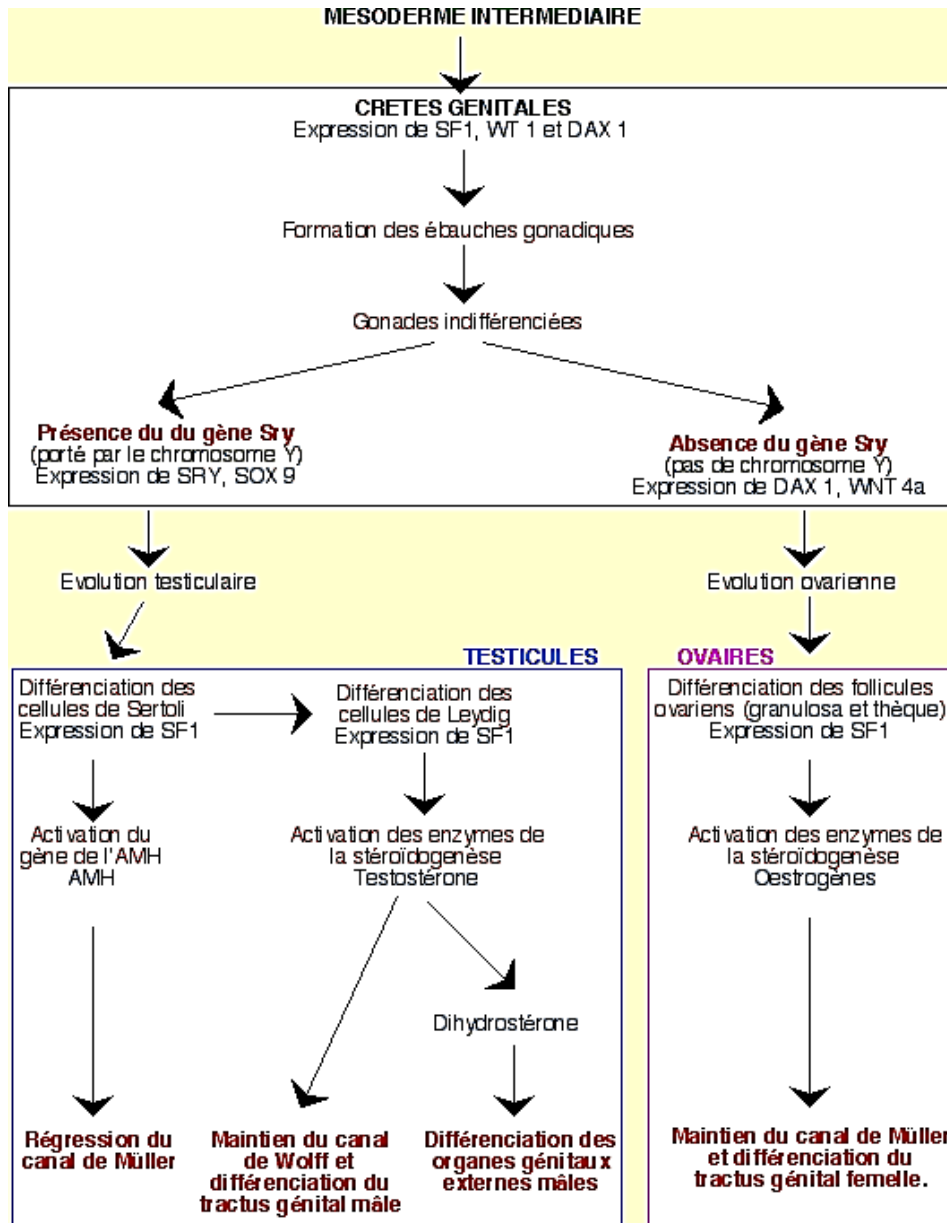 MESODERME INTERMEDIAIRE
CRETES GENITALES
Expression de SF1, WT 1 et DAX 1
Formation des ébauches gonadiques
Gonades indifférenciées
Présence du du gène Sry
(porté par le chromosome Y)
Expression de SRY, SOX 9
Absence du gène Sry
(pas de chromosome Y)
Expression de DAX 1, WNT 4a
Evolution testiculaire
Evolution ovarienne
TESTICULES
Différenciation des
cellules de Sertoli
Expression de SF1
Différenciation des
cellules de Leydig
Expression de SF1
Activation du
gène de l'AMH
AMH
Activation des enzymes de
la stéroïdogenèse
Testostérone
Dihydrostérone
Régression du
canal de Müller
Maintien du canal
de Wolff et
différenciation du
tractus génital mâle
Différenciation des
organes génitaux
externes mâles
OVAIRES
Différenciation des follicules
ovariens (granulosa et thèque)
Expression de SF1
Activation des enzymes de
la stéroïdogenèse
Oestrogènes
Maintien du canal de Müller
et différenciation du
tractus génital femelle.